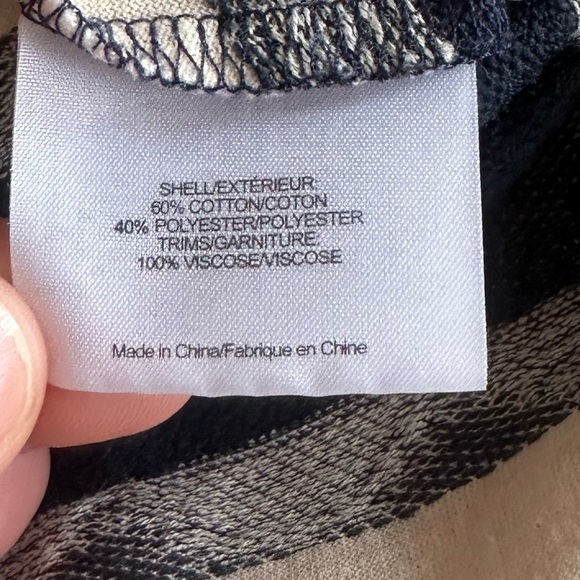 SHELL/EXTÉRIEUR:
60% COTTON/COTON
40% POLYESTER/POLYESTER
TRIMS/GARNITURE:
100% VISCOSE/VISCOSE
Made in China/Fabrique en Chine